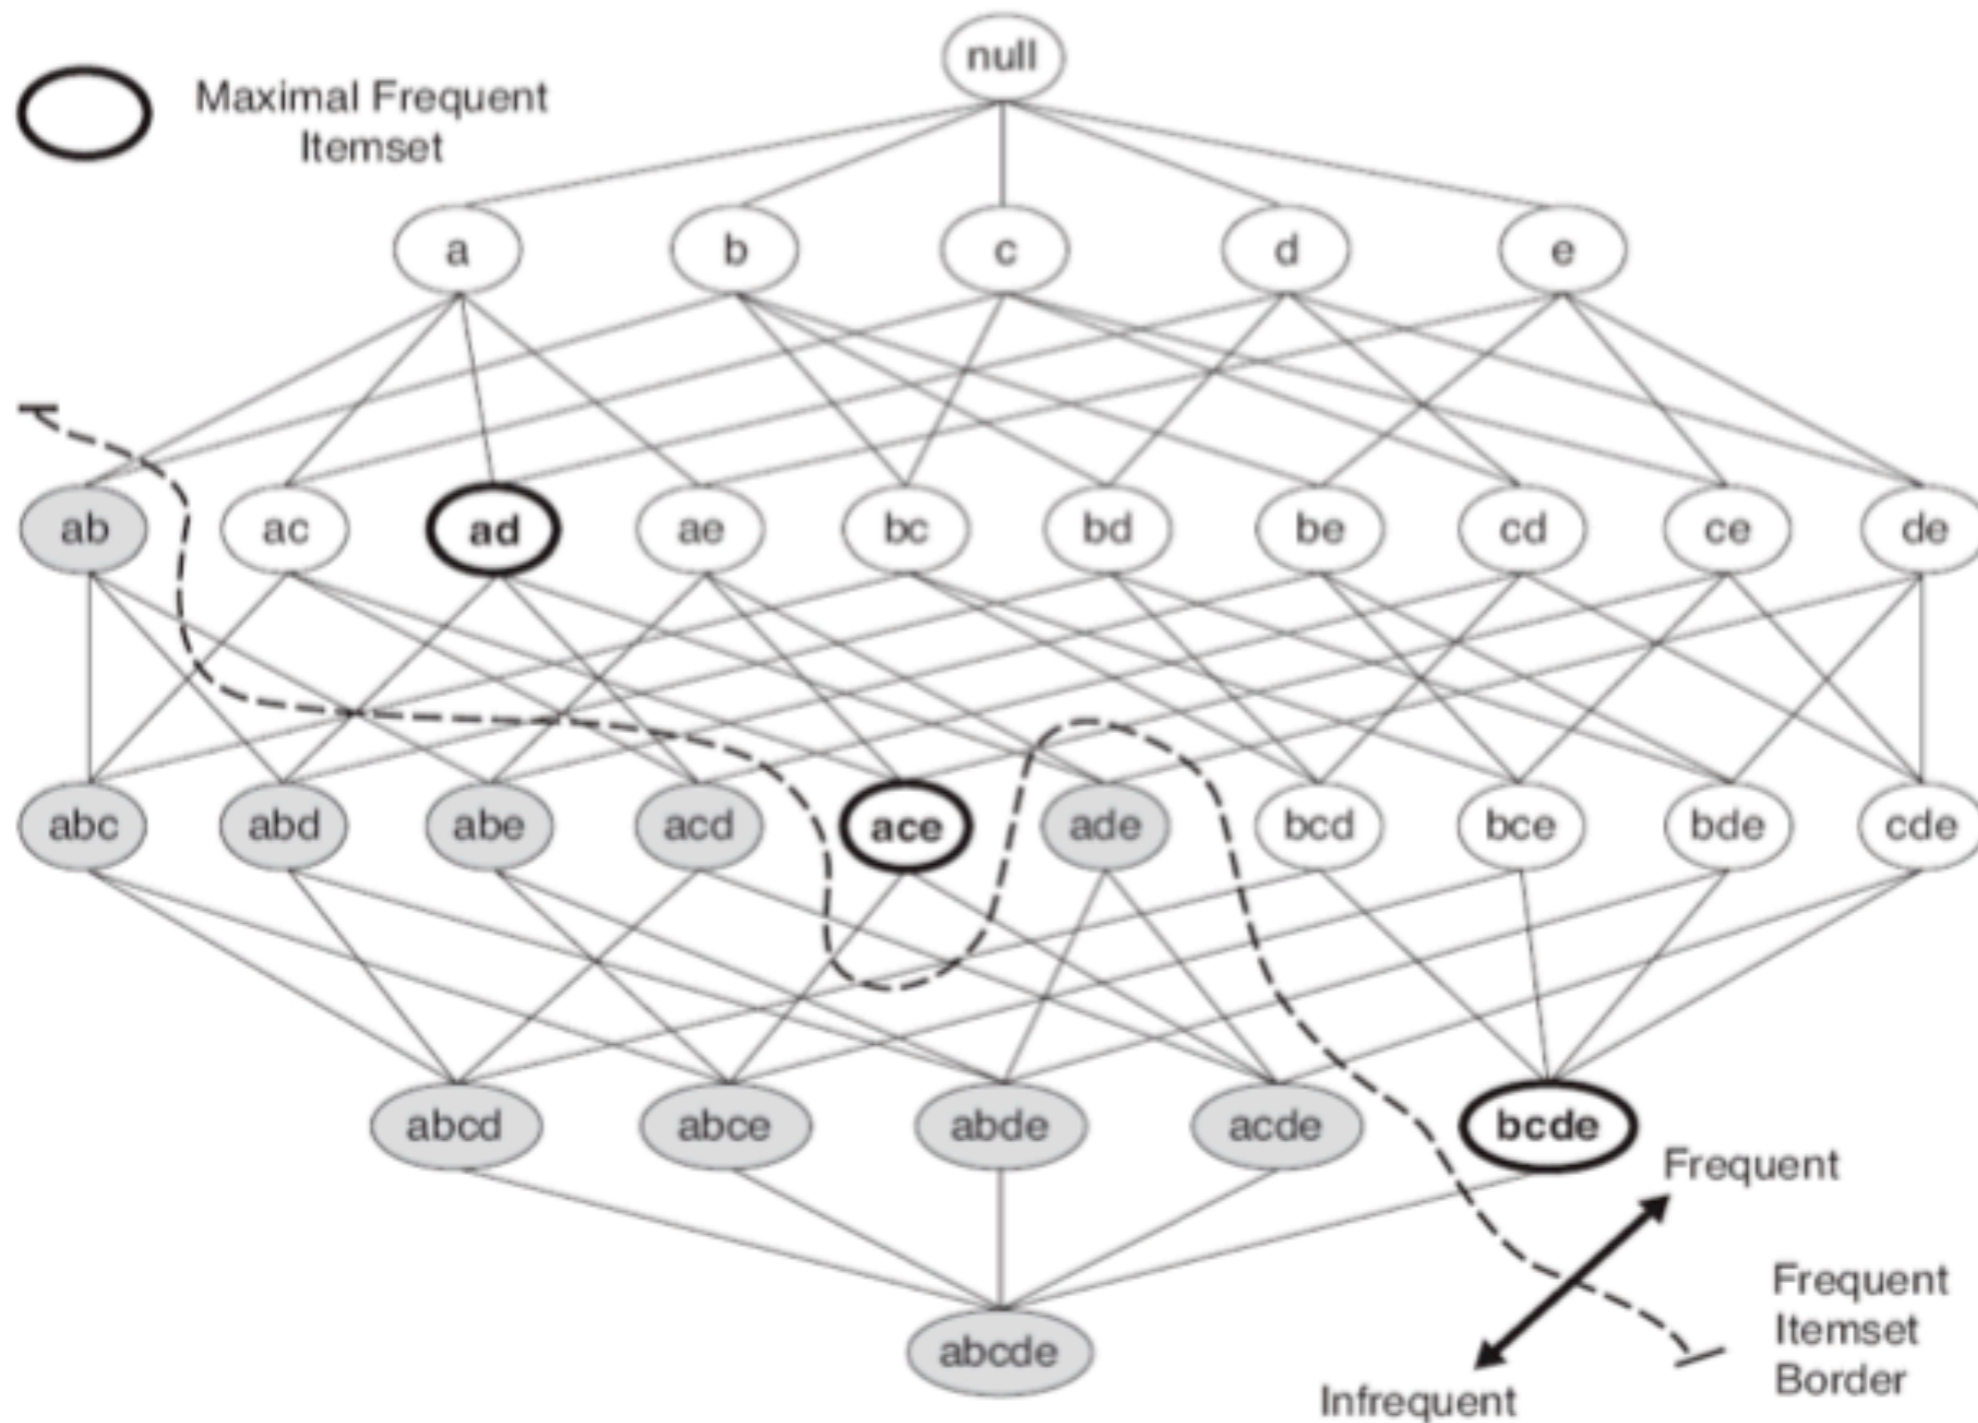 null
Maximal Frequent
Itemset
a b c d e
ab ac ad ae bc bd be cd ce de
abc abd abe acd ace ade bcd bce bde cde
abcd abce abde acde bcde
Frequent
Frequent
Itemset
Border
abcde
Infrequent